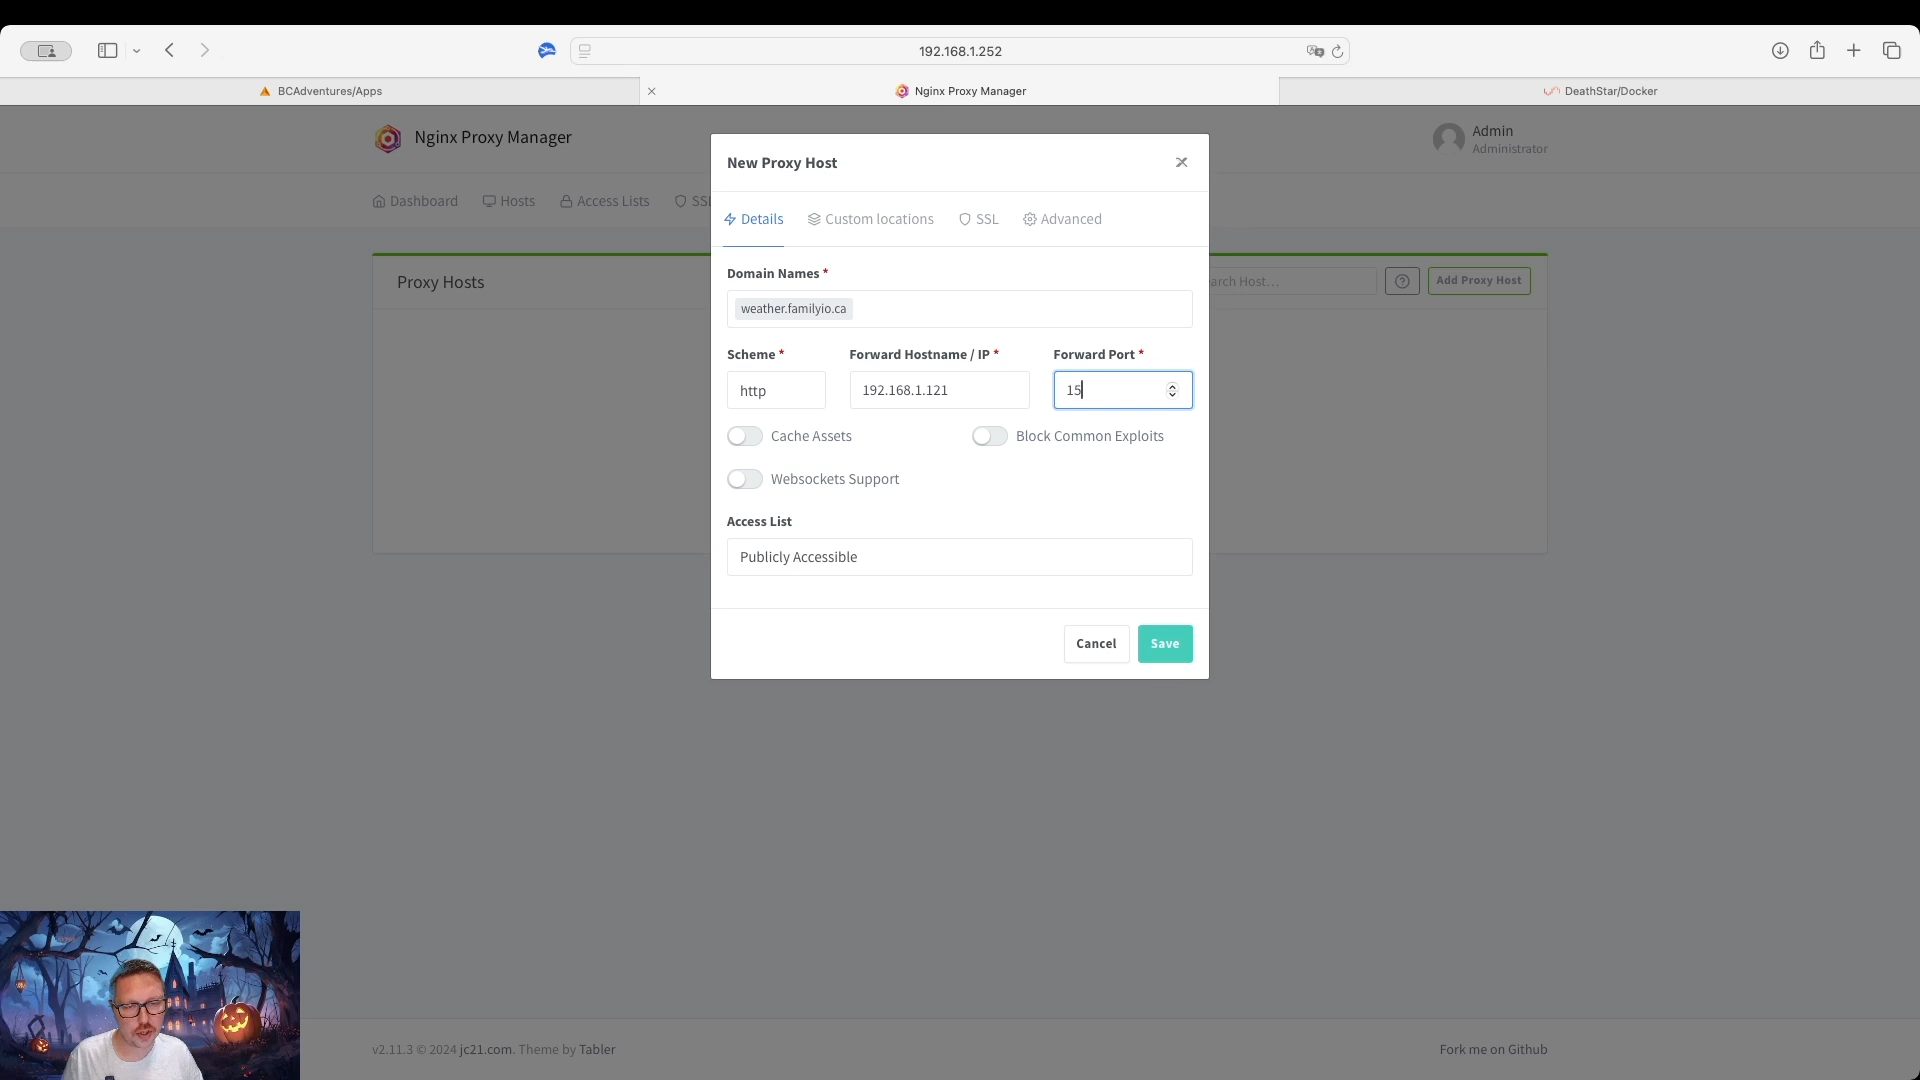 192.168.1.252
BCAdventures/Apps
Nginx Proxy Manager
DeathStar/Docker
Nginx Proxy Manager
Admin
Administrator
Dashboard
Hosts
Access Lists
SSL
Proxy Hosts
arch Host...
Add Proxy Host
New Proxy Host
Details
Custom locations
SSL
Advanced
Domain Names *
weather.familyio.ca
Scheme *
Forward Hostname / IP *
Forward Port *
http
192.168.1.121
15
Cache Assets
Block Common Exploits
Websockets Support
Access List
Publicly Accessible
Cancel
Save
v2.11.3 © 2024 jc21.com. Theme by Tabler
Fork me on Github